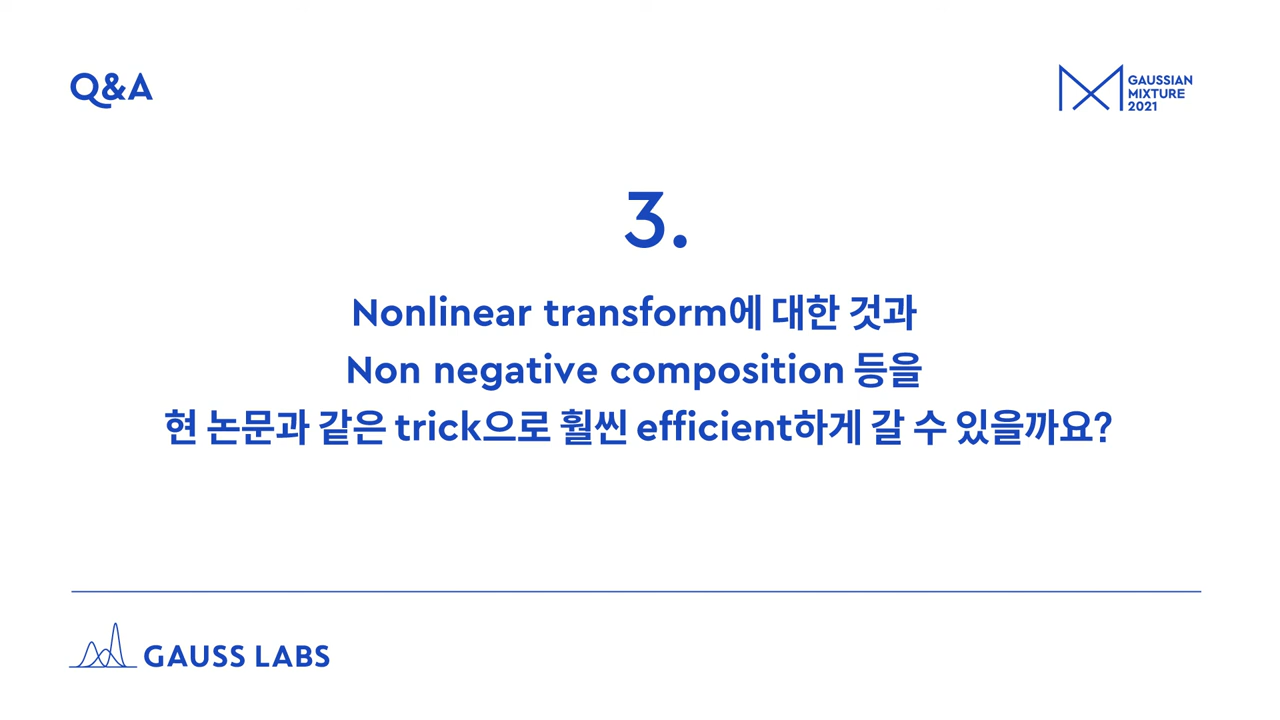 Q&A
GAUSSIAN
MIXTURE
2021
3.
Nonlinear transform에 대한 것과
Non negative composition 등을
현 논문과 같은 trick으로 훨씬 efficient하게 갈 수 있을까요?
GAUSS LABS